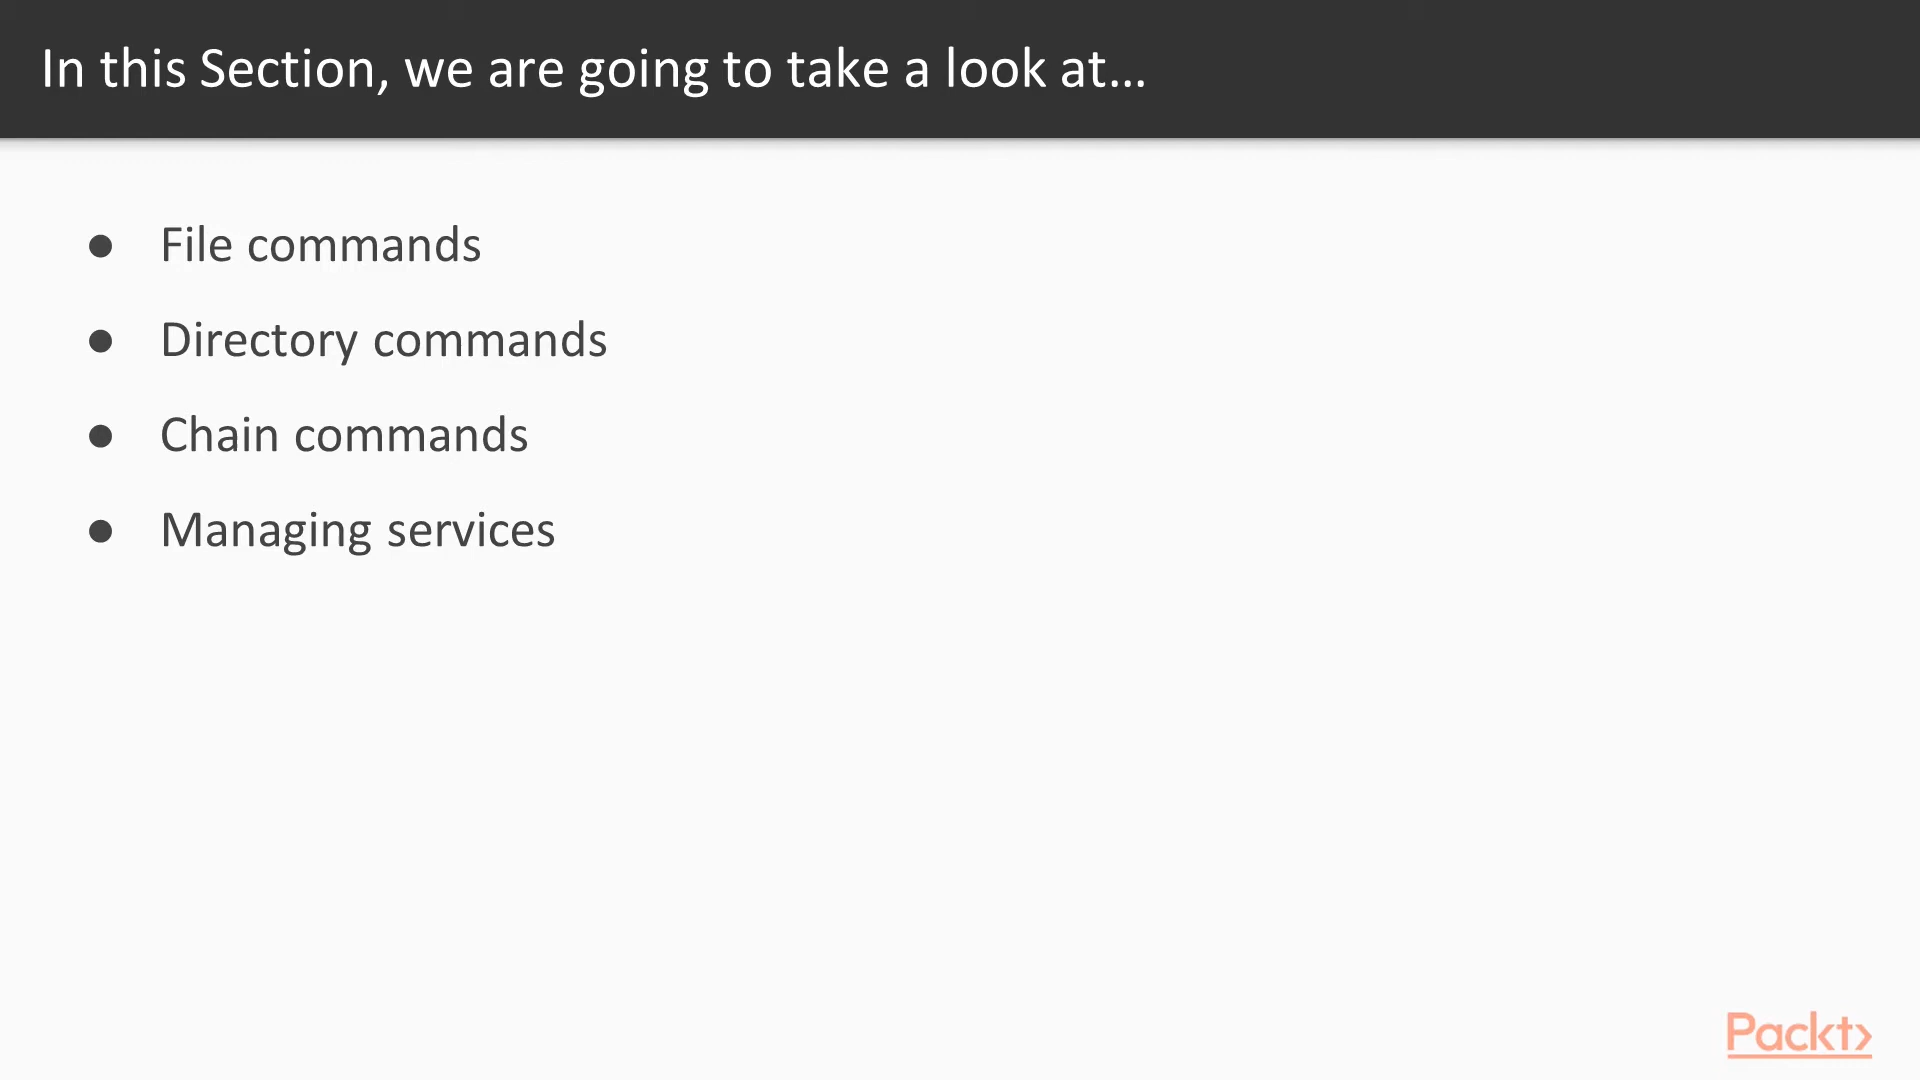 In this Section, we are going to take a look at...
● File commands
● Directory commands
● Chain commands
● Managing services
Packt>